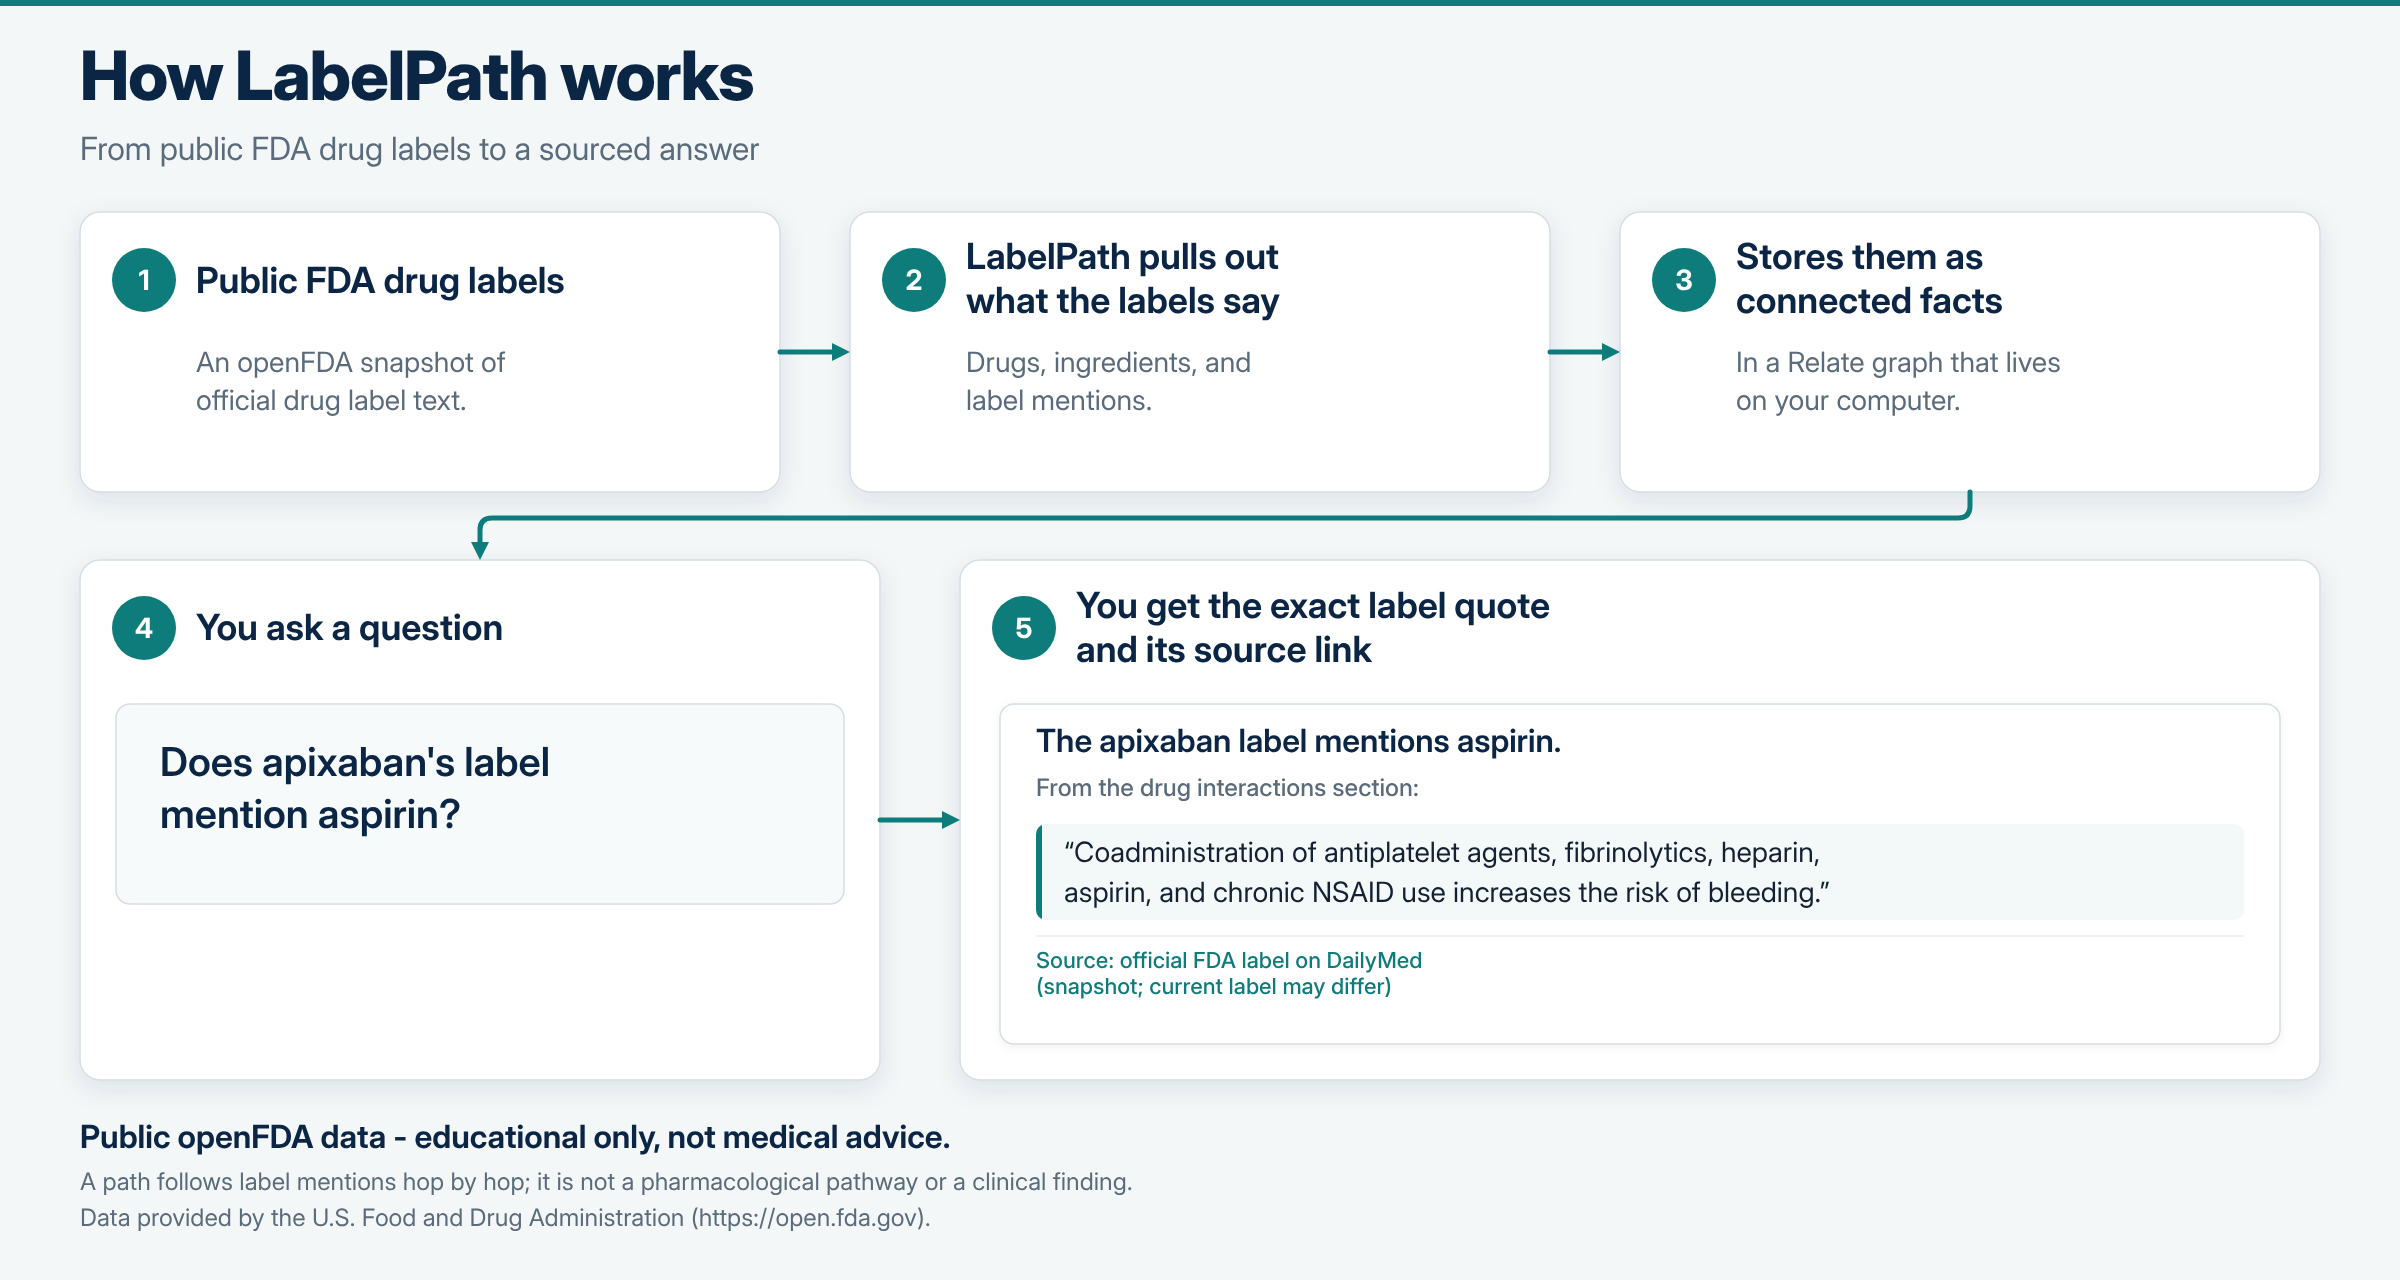 How LabelPath works
From public FDA drug labels to a sourced answer
1
Public FDA drug labels
An openFDA snapshot of
official drug label text.
2
LabelPath pulls out
what the labels say
Drugs, ingredients, and
label mentions.
3
Stores them as
connected facts
In a Relate graph that lives
on your computer.
4
You ask a question
Does apixaban's label
mention aspirin?
5
You get the exact label quote
and its source link
The apixaban label mentions aspirin.
From the drug interactions section:
“Coadministration of antiplatelet agents, fibrinolytics, heparin,
aspirin, and chronic NSAID use increases the risk of bleeding.”
Source: official FDA label on DailyMed
(snapshot; current label may differ)
Public openFDA data - educational only, not medical advice.
A path follows label mentions hop by hop; it is not a pharmacological pathway or a clinical finding.
Data provided by the U.S. Food and Drug Administration (https://open.fda.gov).